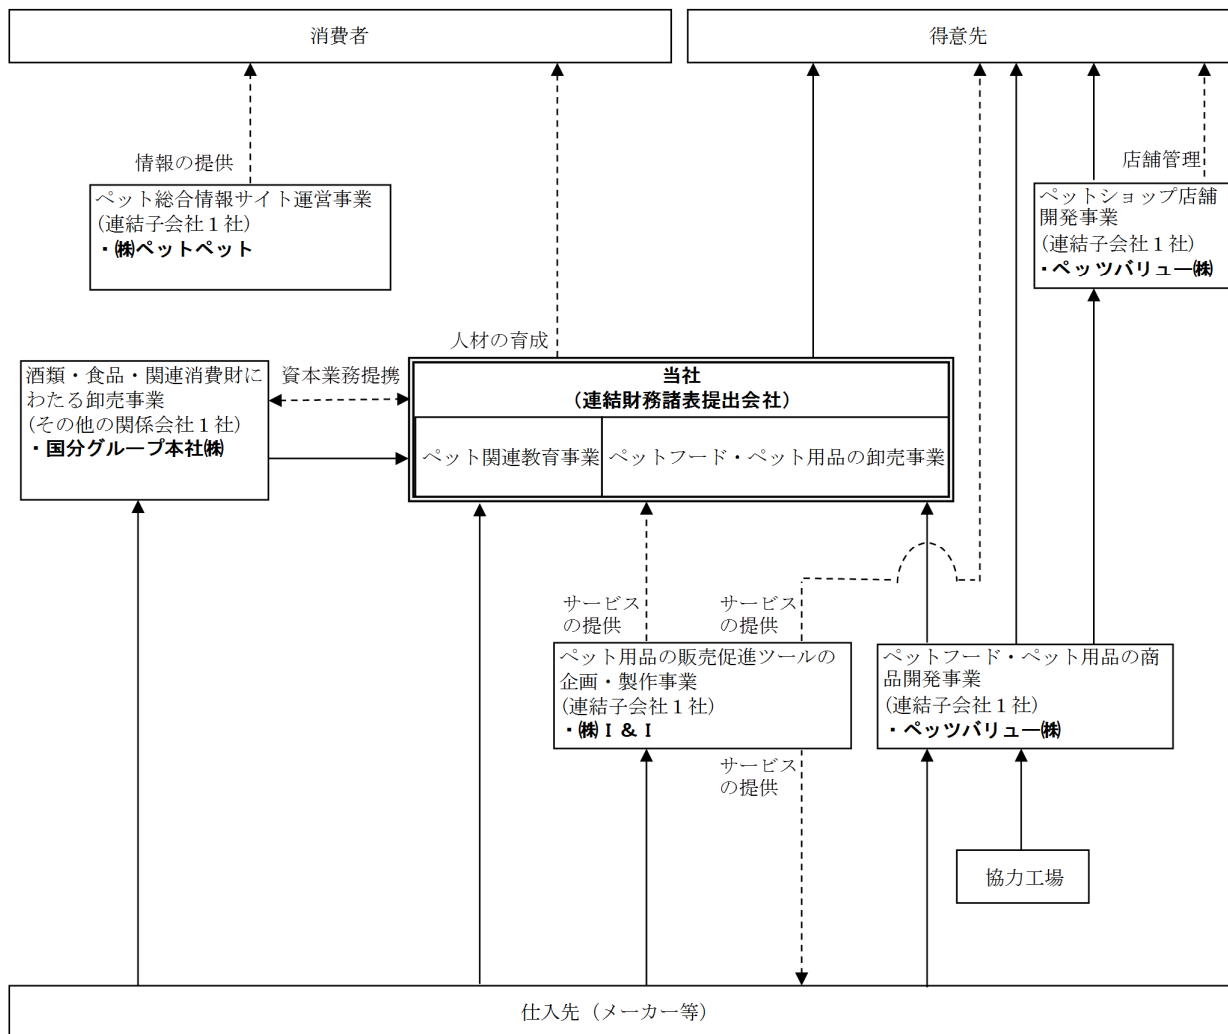 消費者
得意先
情報の提供
店舗管理
ペット総合情報サイト運営事業
(連結子会社1社)
・㈱ペットペット
ペットショップ店舗
開発事業
(連結子会社1社)
・ペッツバリュー㈱
人材の育成
酒類・食品・関連消費財に
わたる卸売事業
(その他の関係会社1社)
・国分グループ本社㈱
資本業務提携
当社
(連結財務諸表提出会社)
ペット関連教育事業
ペットフード・ペット用品の卸売事業
サービス
の提供
サービス
の提供
ペット用品の販売促進ツールの
企画・製作事業
(連結子会社1社)
・㈱I&I
ペットフード・ペット用品の商
品開発事業
(連結子会社1社)
・ペッツバリュー㈱
サービス
の提供
協力工場
仕入先(メーカー等)